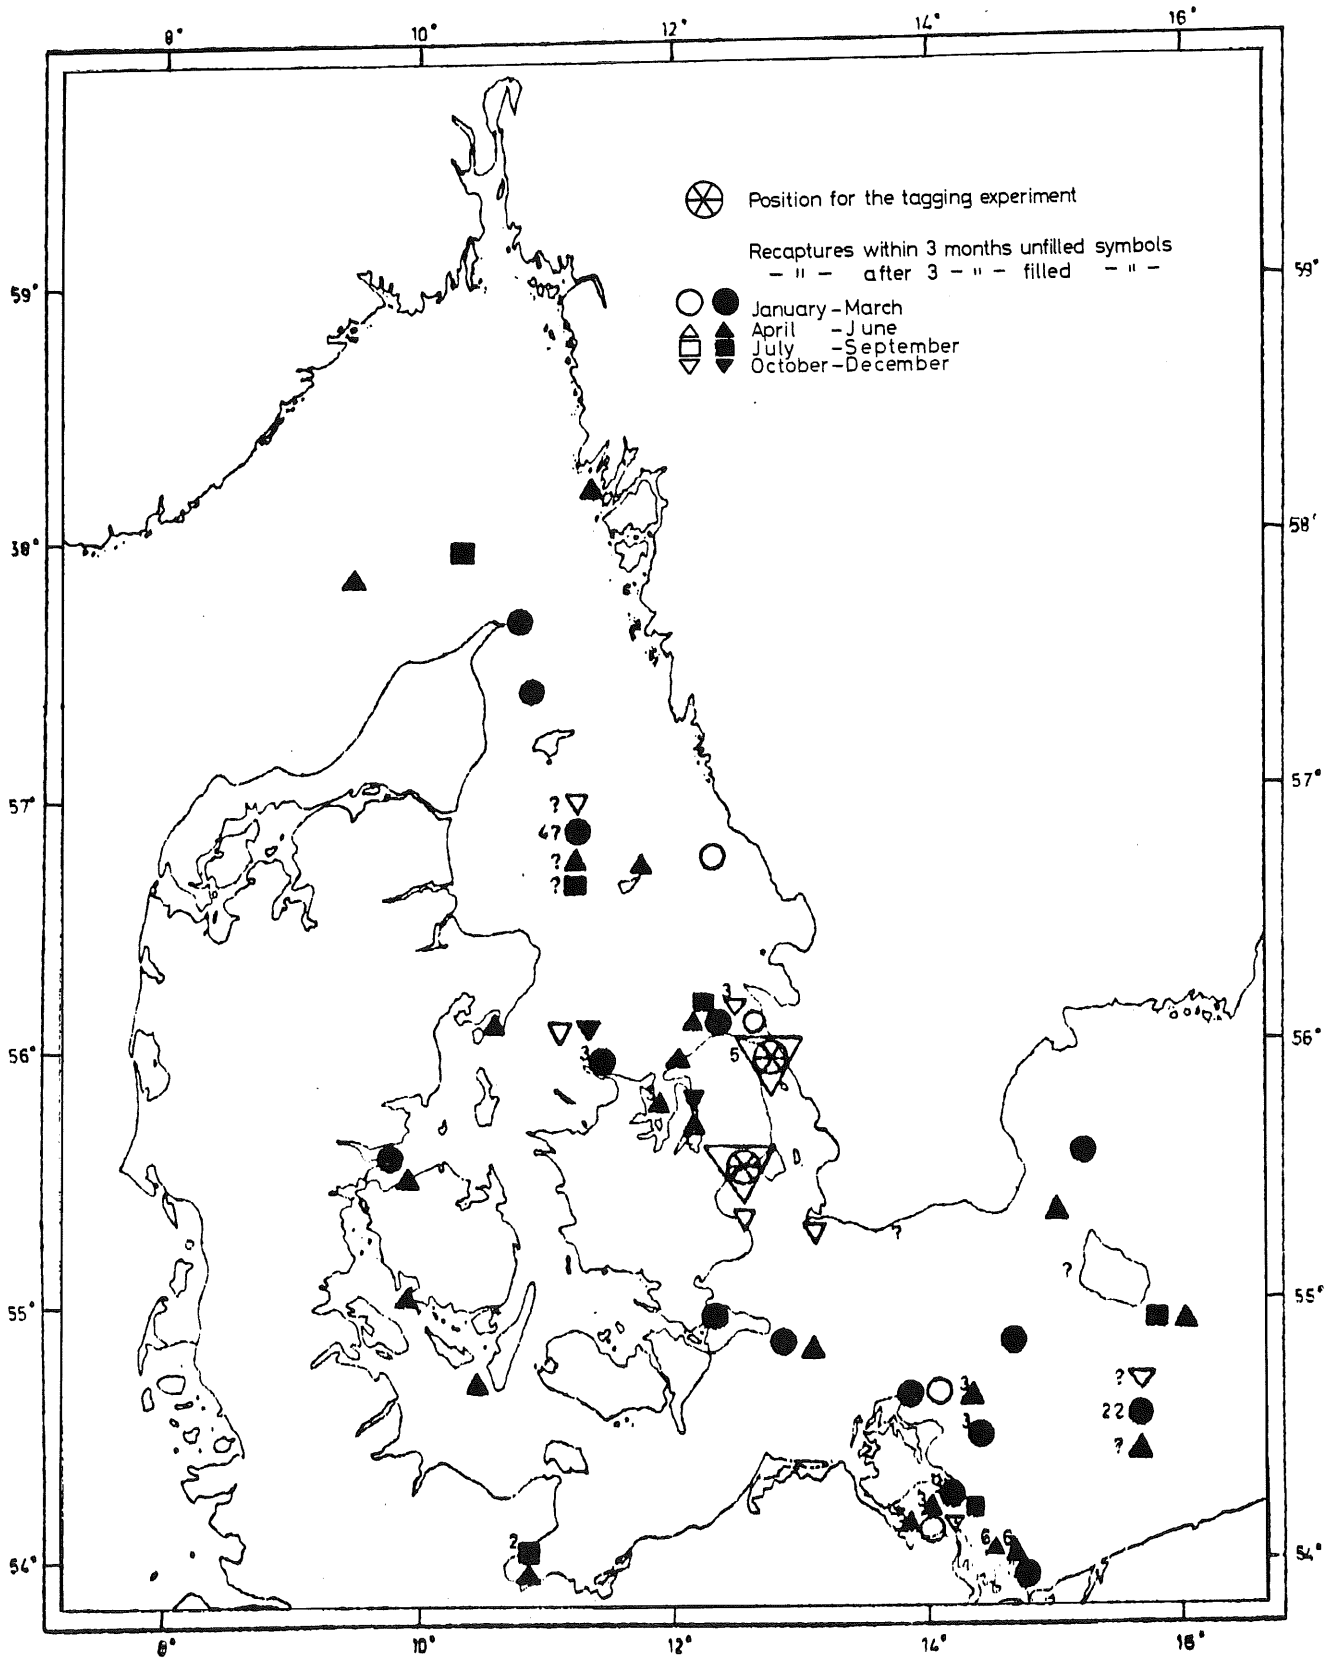 8° 10° 12° 14° 16°
Position for the tagging experiment
Recaptures within 3 months unfilled symbols
– " – after 3 – " – filled – " –
January – March
April – June
July – September
October – December
59° 59°
58° 58°
57° 57°
?
?
?
3
56° 56°
3 5
?
?
55° 55°
?
3
22
3
?
3
6 6
2
54° 54°
8° 10° 12° 14° 16°